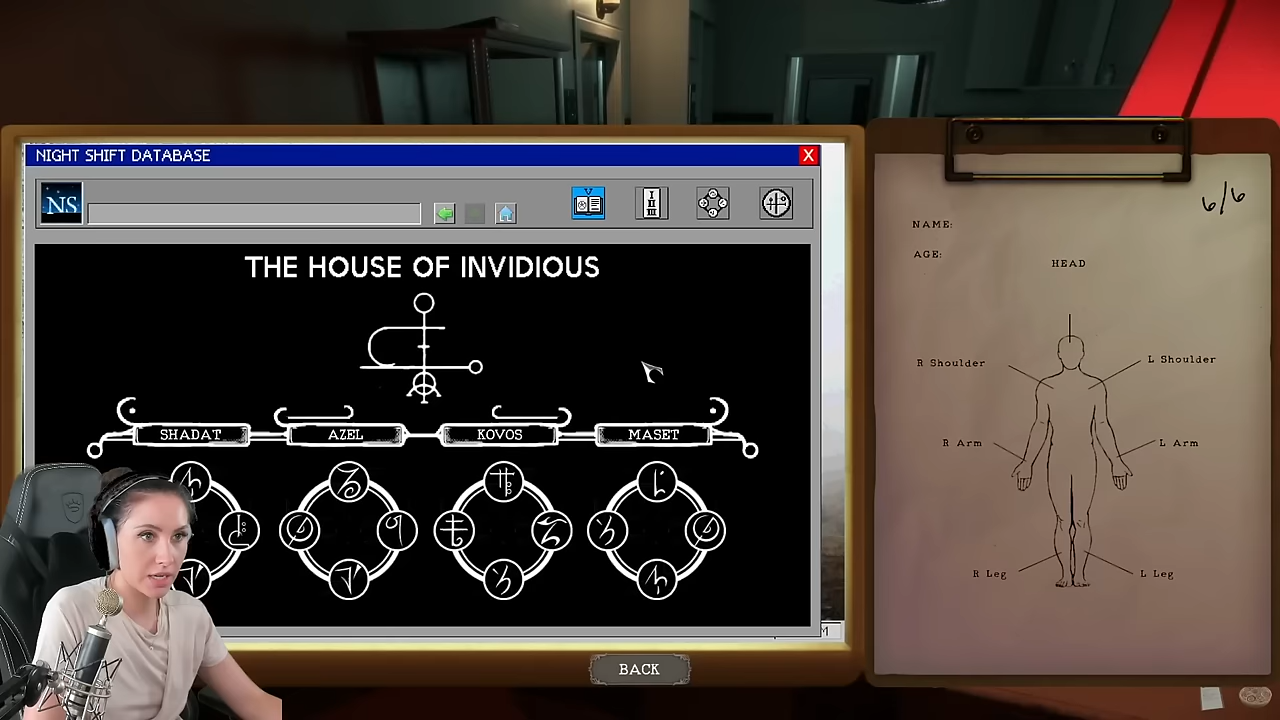 NIGHT SHIFT DATABASE
X
NS
THE HOUSE OF INVIDIOUS
SHADAT
AZEL
KOVOS
MASET
BACK
6/6
NAME:
AGE:
HEAD
R Shoulder
L Shoulder
R Arm
L Arm
R Leg
L Leg